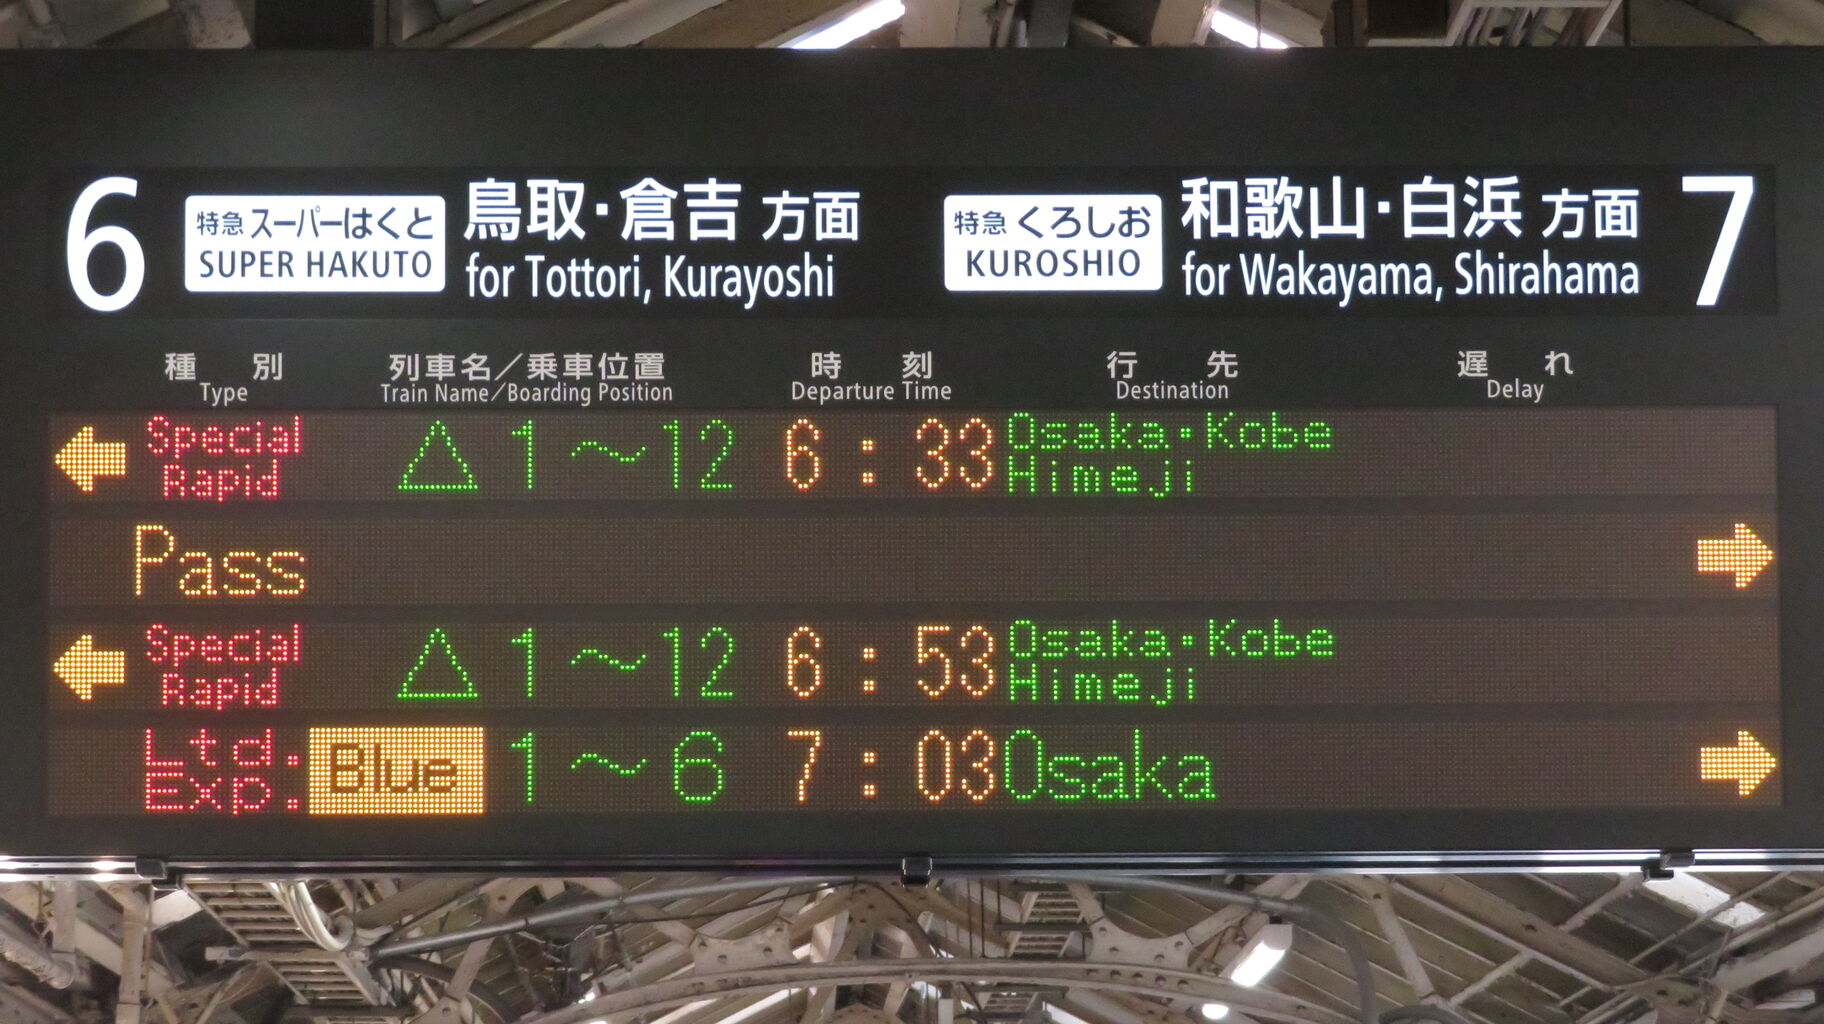 6 特急 スーパーはくと 鳥取・倉吉 方面 特急 くろしお 和歌山・白浜 方面 7
SUPER HAKUTO for Tottori, Kurayoshi KUROSHIO for Wakayama, Shirahama
種別 列車名／乗車位置 時刻 行先 遅れ
Type Train Name／Boarding Position Departure Time Destination Delay
← Special Rapid △ 1～12 6:33 Osaka・Kobe Himeji
Pass →
← Special Rapid △ 1～12 6:53 Osaka・Kobe Himeji
Ltd. Exp. Blue 1～6 7:03 Osaka →